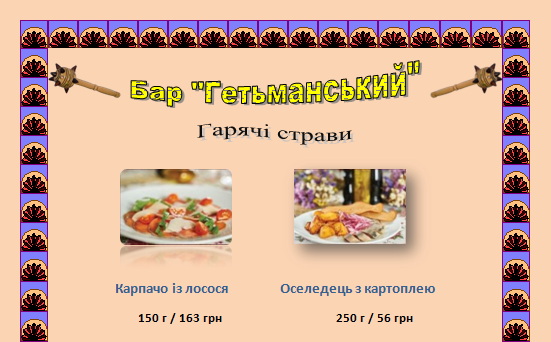 Бар "Гетьманський"
Гарячі страви
Карпачо із лосося
Оселедець з картоплею
150 г / 163 грн
250 г / 56 грн